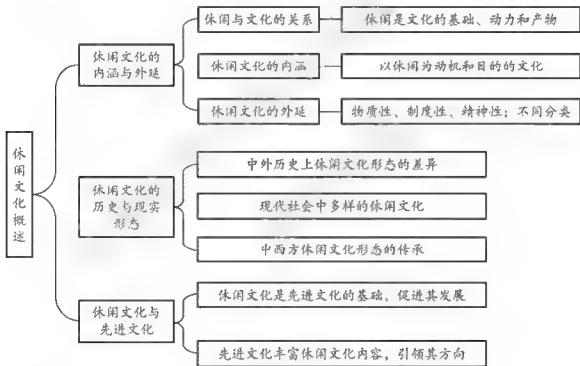 休闲文化概述
休闲文化的
内涵与外延
休闲与文化的关系
休闲是文化的基础、动力和产物
休闲文化的内涵
以休闲为动机和目的的文化
休闲文化的外延
物质性、制度性、精神性；不同分类
休闲文化的
历史与现实
形态
中外历史上休闲文化形态的差异
现代社会中多样的休闲文化
中西方休闲文化形态的传承
休闲文化与
先进文化
休闲文化是先进文化的基础、促进其发展
先进文化丰富休闲文化内容，引领其方向